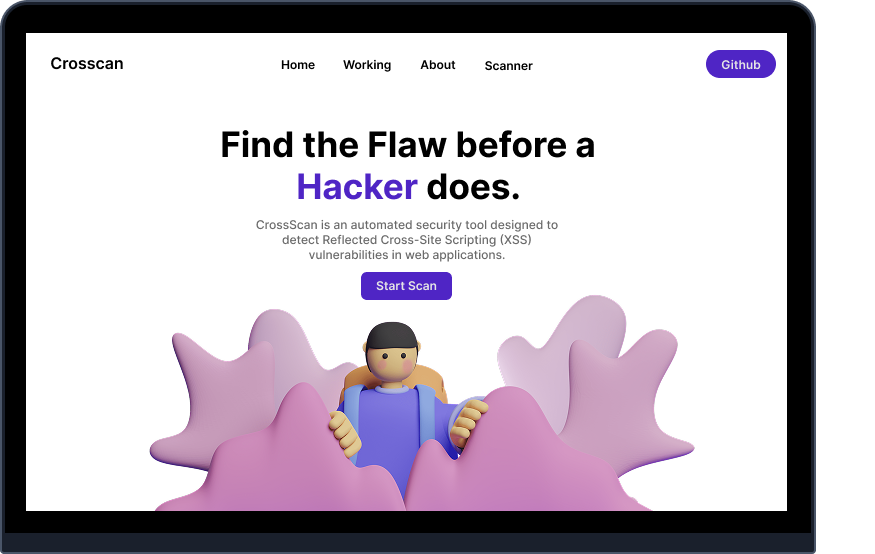 Crosscan
Home Working About Scanner
Github
Find the Flaw before a
Hacker does.
CrossScan is an automated security tool designed to
detect Reflected Cross-Site Scripting (XSS)
vulnerabilities in web applications.
Start Scan